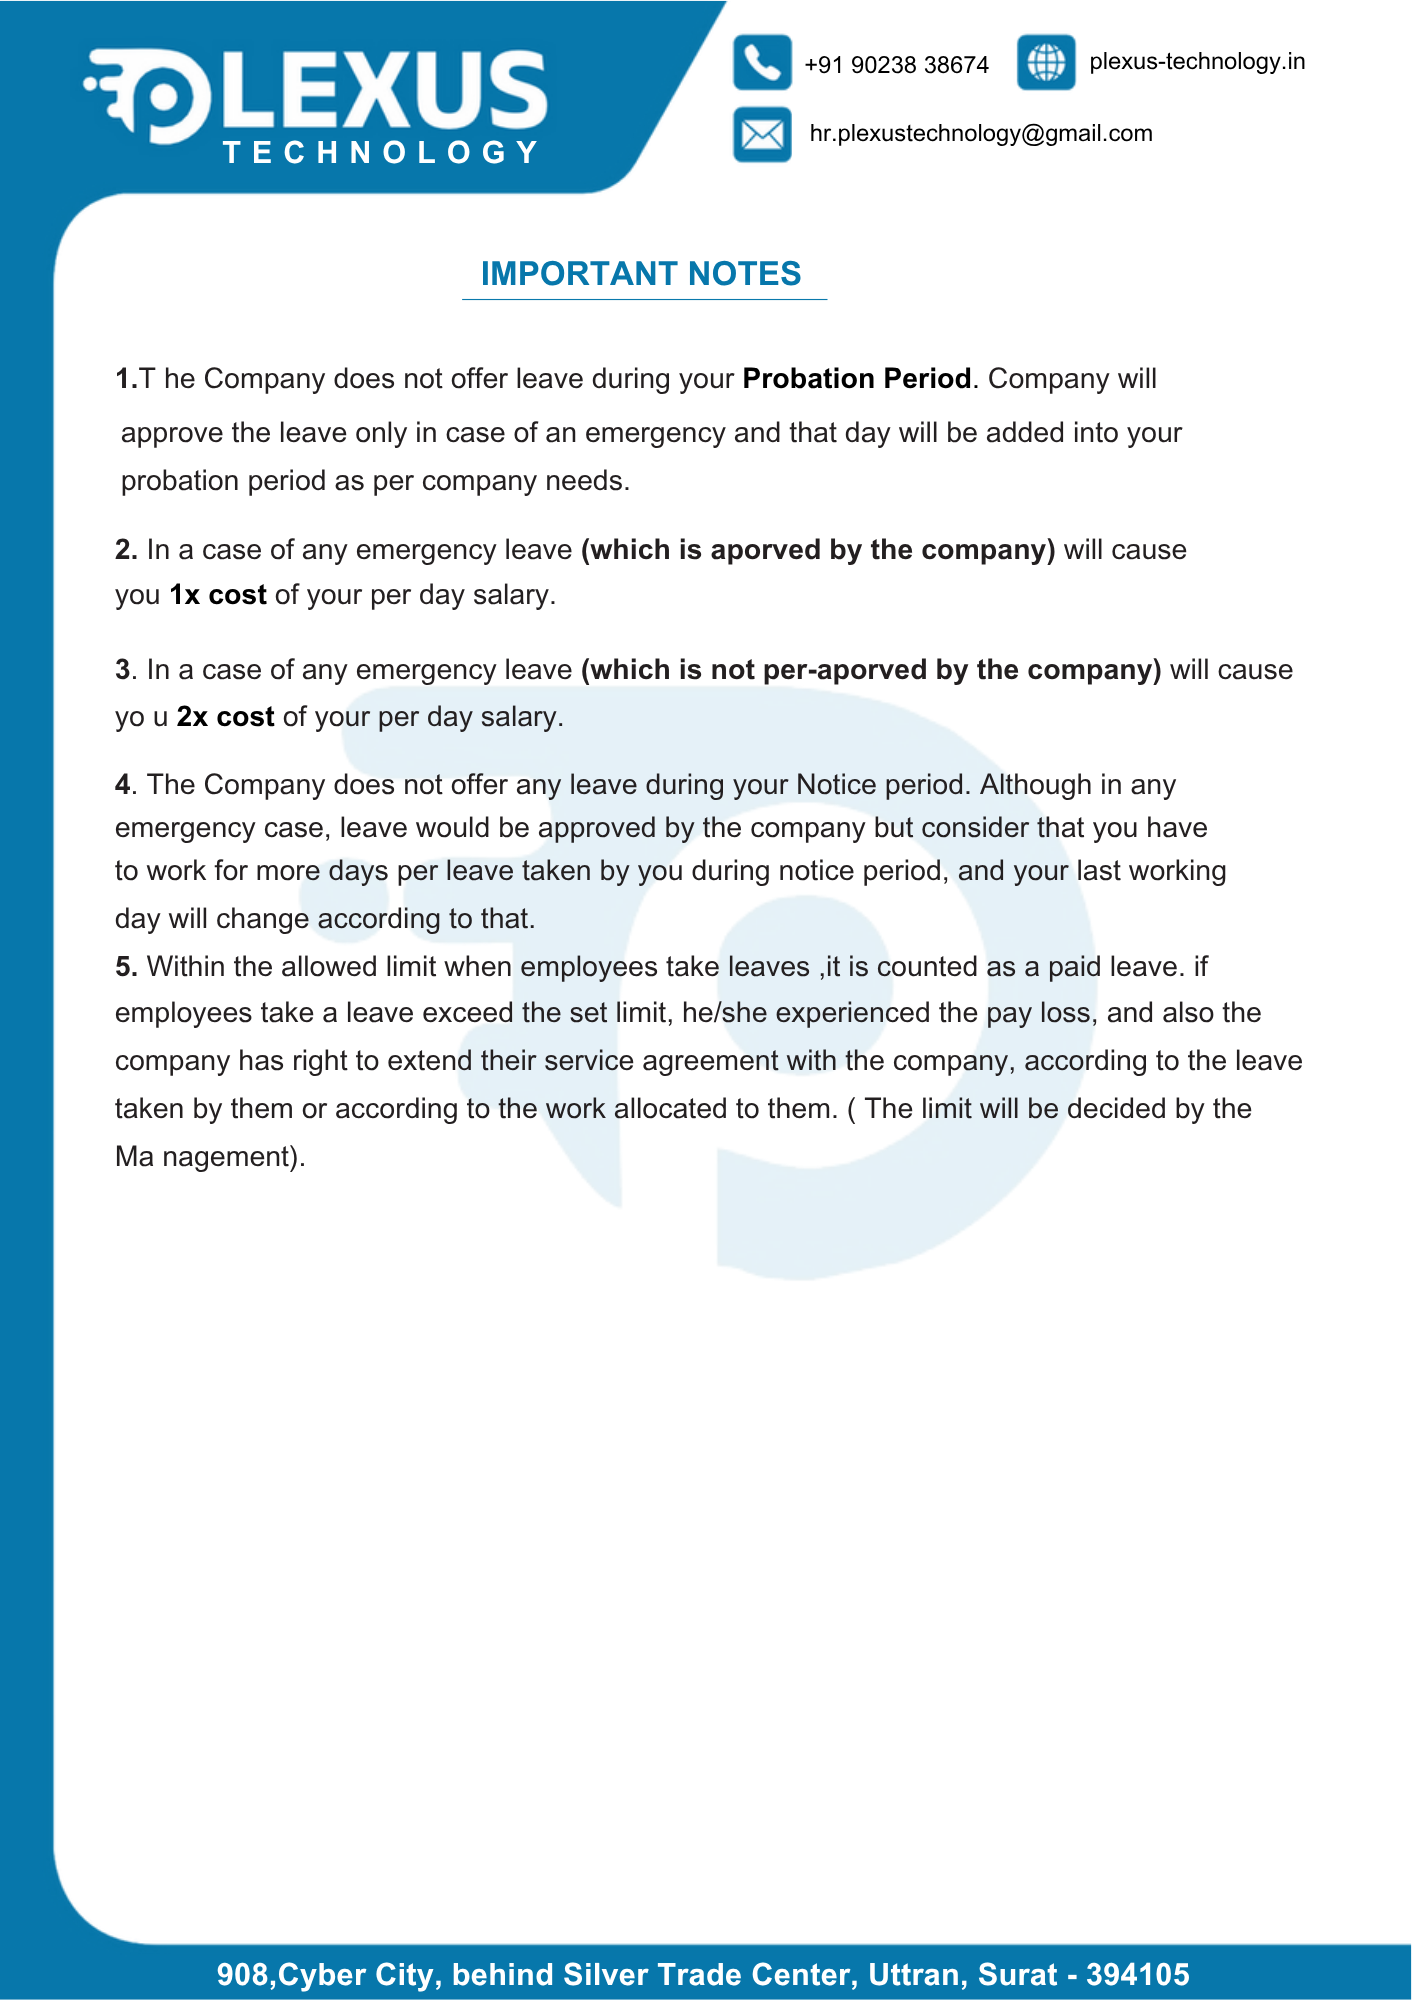 PLEXUS
TECHNOLOGY
+91 90238 38674
plexus-technology.in
hr.plexustechnology@gmail.com
IMPORTANT NOTES
1.T he Company does not offer leave during your Probation Period. Company will
approve the leave only in case of an emergency and that day will be added into your
probation period as per company needs.
2. In a case of any emergency leave (which is aporved by the company) will cause
you 1x cost of your per day salary.
3. In a case of any emergency leave (which is not per-aporved by the company) will cause
yo u 2x cost of your per day salary.
4. The Company does not offer any leave during your Notice period. Although in any
emergency case, leave would be approved by the company but consider that you have
to work for more days per leave taken by you during notice period, and your last working
day will change according to that.
5. Within the allowed limit when employees take leaves ,it is counted as a paid leave. if
employees take a leave exceed the set limit, he/she experienced the pay loss, and also the
company has right to extend their service agreement with the company, according to the leave
taken by them or according to the work allocated to them. ( The limit will be decided by the
Ma nagement).
908,Cyber City, behind Silver Trade Center, Uttran, Surat - 394105